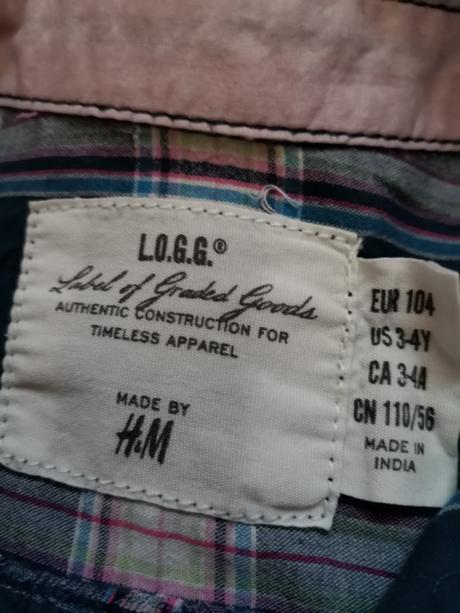 L.O.G.G.®
Label of Graded Goods
AUTHENTIC CONSTRUCTION FOR
TIMELESS APPAREL
MADE BY
H&M
EUR 104
US 3-4Y
CA 3-4A
CN 110/56
MADE IN
INDIA